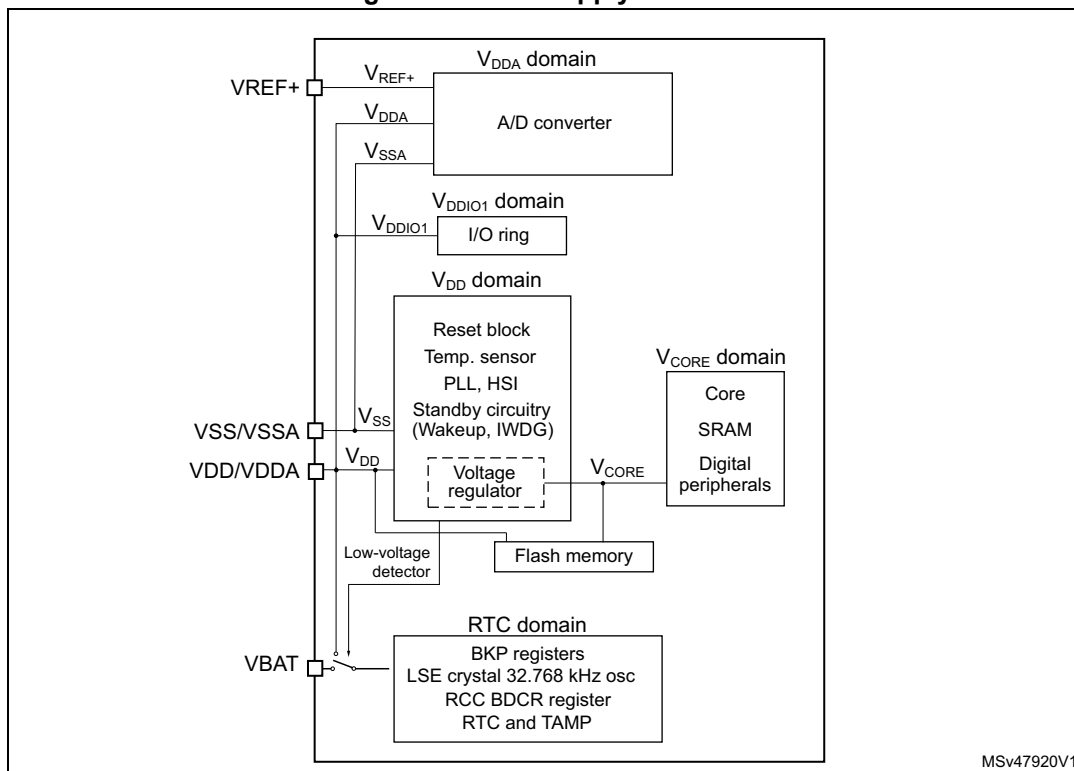 VDDA domain
VREF+
VREF+
VDDA
A/D converter
VSSA
VDDIO1 domain
VDDIO1
I/O ring
VDD domain
Reset block
Temp. sensor
PLL, HSI
Standby circuitry
(Wakeup, IWDG)
VCORE domain
Core
SRAM
Digital
peripherals
VSS/VSSA
VSS
VDD/VDDA
VDD
Voltage
regulator
VCORE
Flash memory
Low-voltage
detector
RTC domain
VBAT
BKP registers
LSE crystal 32.768 kHz osc
RCC BDCR register
RTC and TAMP
MSv47920V1